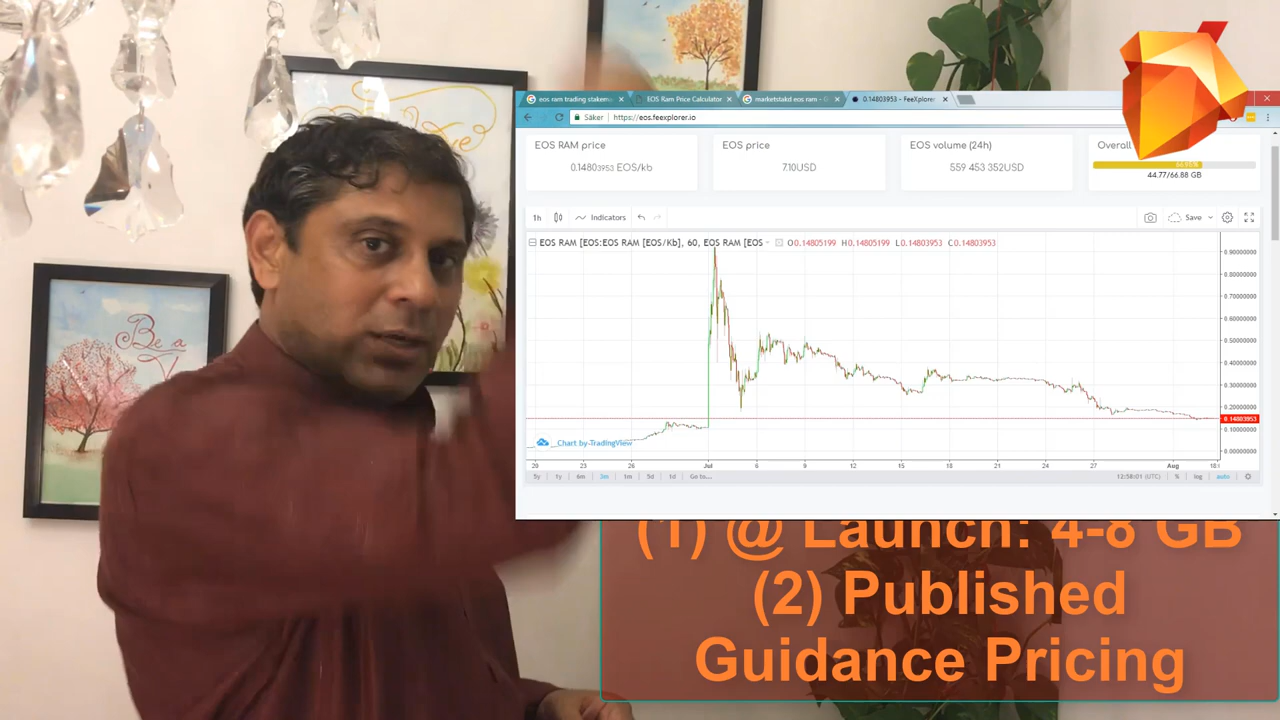 eos ram trading stakem
EOS Ram Price Calculator
marketstakd eos ram - G
0.14803953 - FeeXplorer
Säker
https://eos.feexplorer.io
EOS RAM price
0.14803953 EOS/kb
EOS price
7.10USD
EOS volume (24h)
559 453 352USD
Overall
66.95%
44.77/66.88 GB
1h
Indicators
Save
EOS RAM [EOS:EOS RAM [EOS/Kb], 60, EOS RAM [EOS
O0.14805199 H0.14805199 L0.14803953 C0.14803953
0.90000000
0.80000000
0.70000000
0.60000000
0.50000000
0.40000000
0.30000000
0.20000000
0.14803953
0.10000000
0.00000000
Chart by TradingView
20 23 26 Jul 6 9 12 15 18 21 24 27 Aug 18:
5y 1y 6m 3m 1m 5d 1d Go to...
12:58:01 (UTC) % log auto
Be a
(1) @ Launch: 4-8 GB
(2) Published
Guidance Pricing